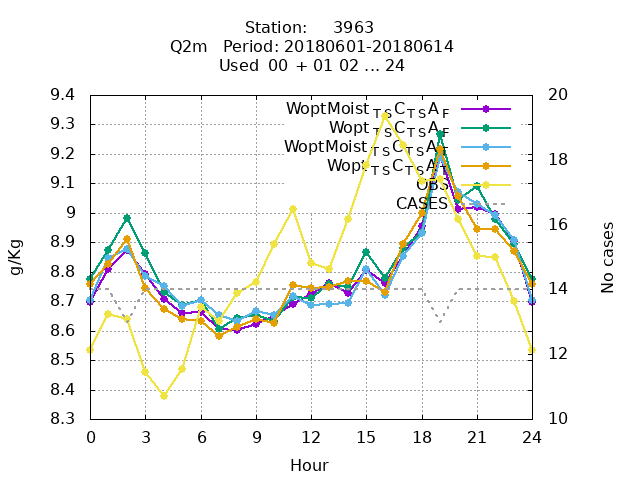 Station: 3963
Q2m Period: 20180601-20180614
Used 00 + 01 02 ... 24
9.4
9.3
9.2
9.1
9
8.9
8.8
8.7
8.6
8.5
8.4
8.3
g/Kg
WoptMoist TS C TS A F
Wopt TS C TS A F
WoptMoist TS C TS A
Wopt TS C TS A
OBS
CASES
20
18
16
14
12
10
No cases
0 3 6 9 12 15 18 21 24
Hour